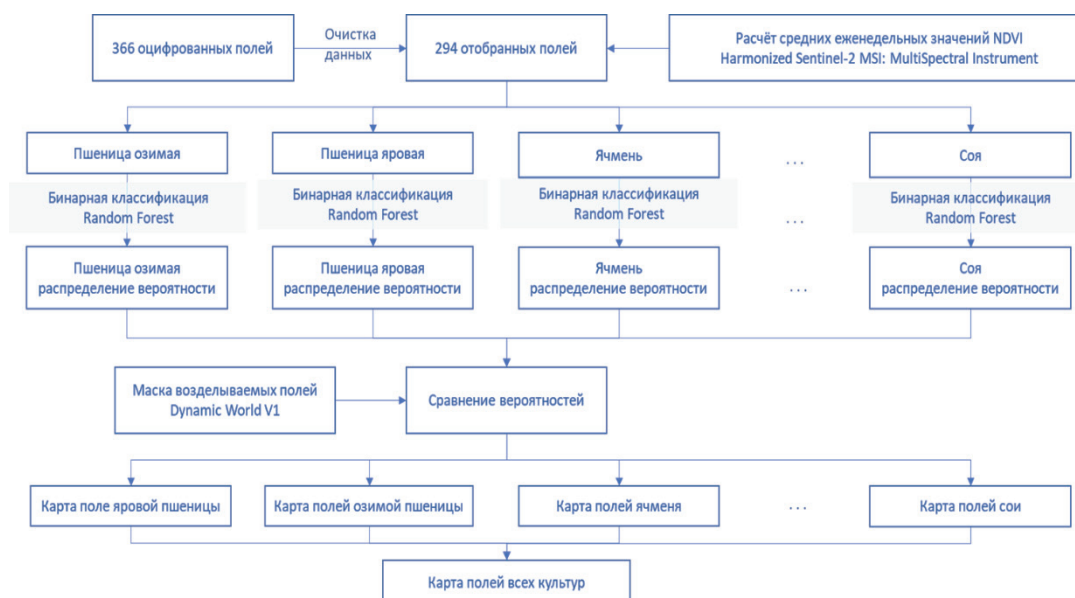 366 оцифрованных полей
Очистка
данных
294 отобранных полей
Расчёт средних еженедельных значений NDVI
Harmonized Sentinel-2 MSI: MultiSpectral Instrument
Пшеница озимая
Пшеница яровая
Ячмень
...
Соя
Бинарная классификация
Random Forest
Бинарная классификация
Random Forest
Бинарная классификация
Random Forest
...
Бинарная классификация
Random Forest
Пшеница озимая
распределение вероятности
Пшеница яровая
распределение вероятности
Ячмень
распределение вероятности
...
Соя
распределение вероятности
Маска возделываемых полей
Dynamic World V1
Сравнение вероятностей
Карта поле яровой пшеницы
Карта полей озимой пшеницы
Карта полей ячменя
...
Карта полей сои
Карта полей всех культур